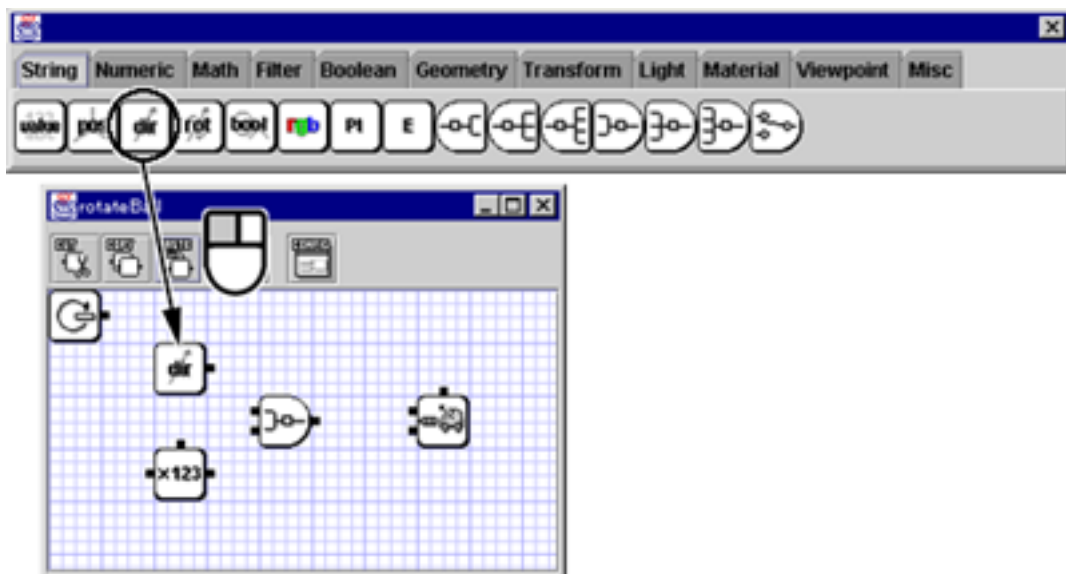 String Numeric Math Filter Boolean Geometry Transform Light Material Viewpoint Misc
value pos dir rot bool rgb PI E
rotateBall
dir
×123